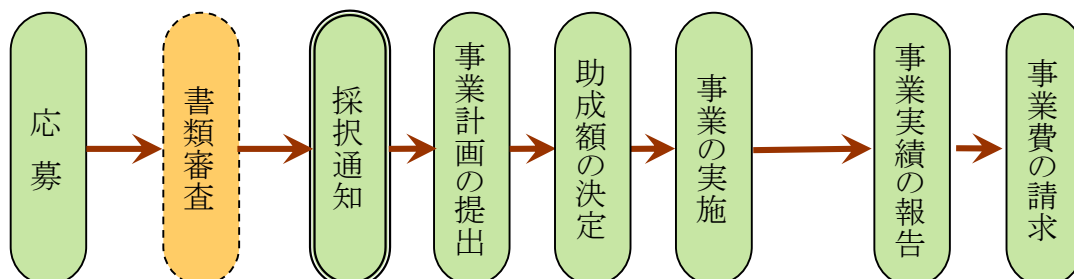 応募
書類審査
採択通知
事業計画の提出
助成額の決定
事業の実施
事業実績の報告
事業費の請求